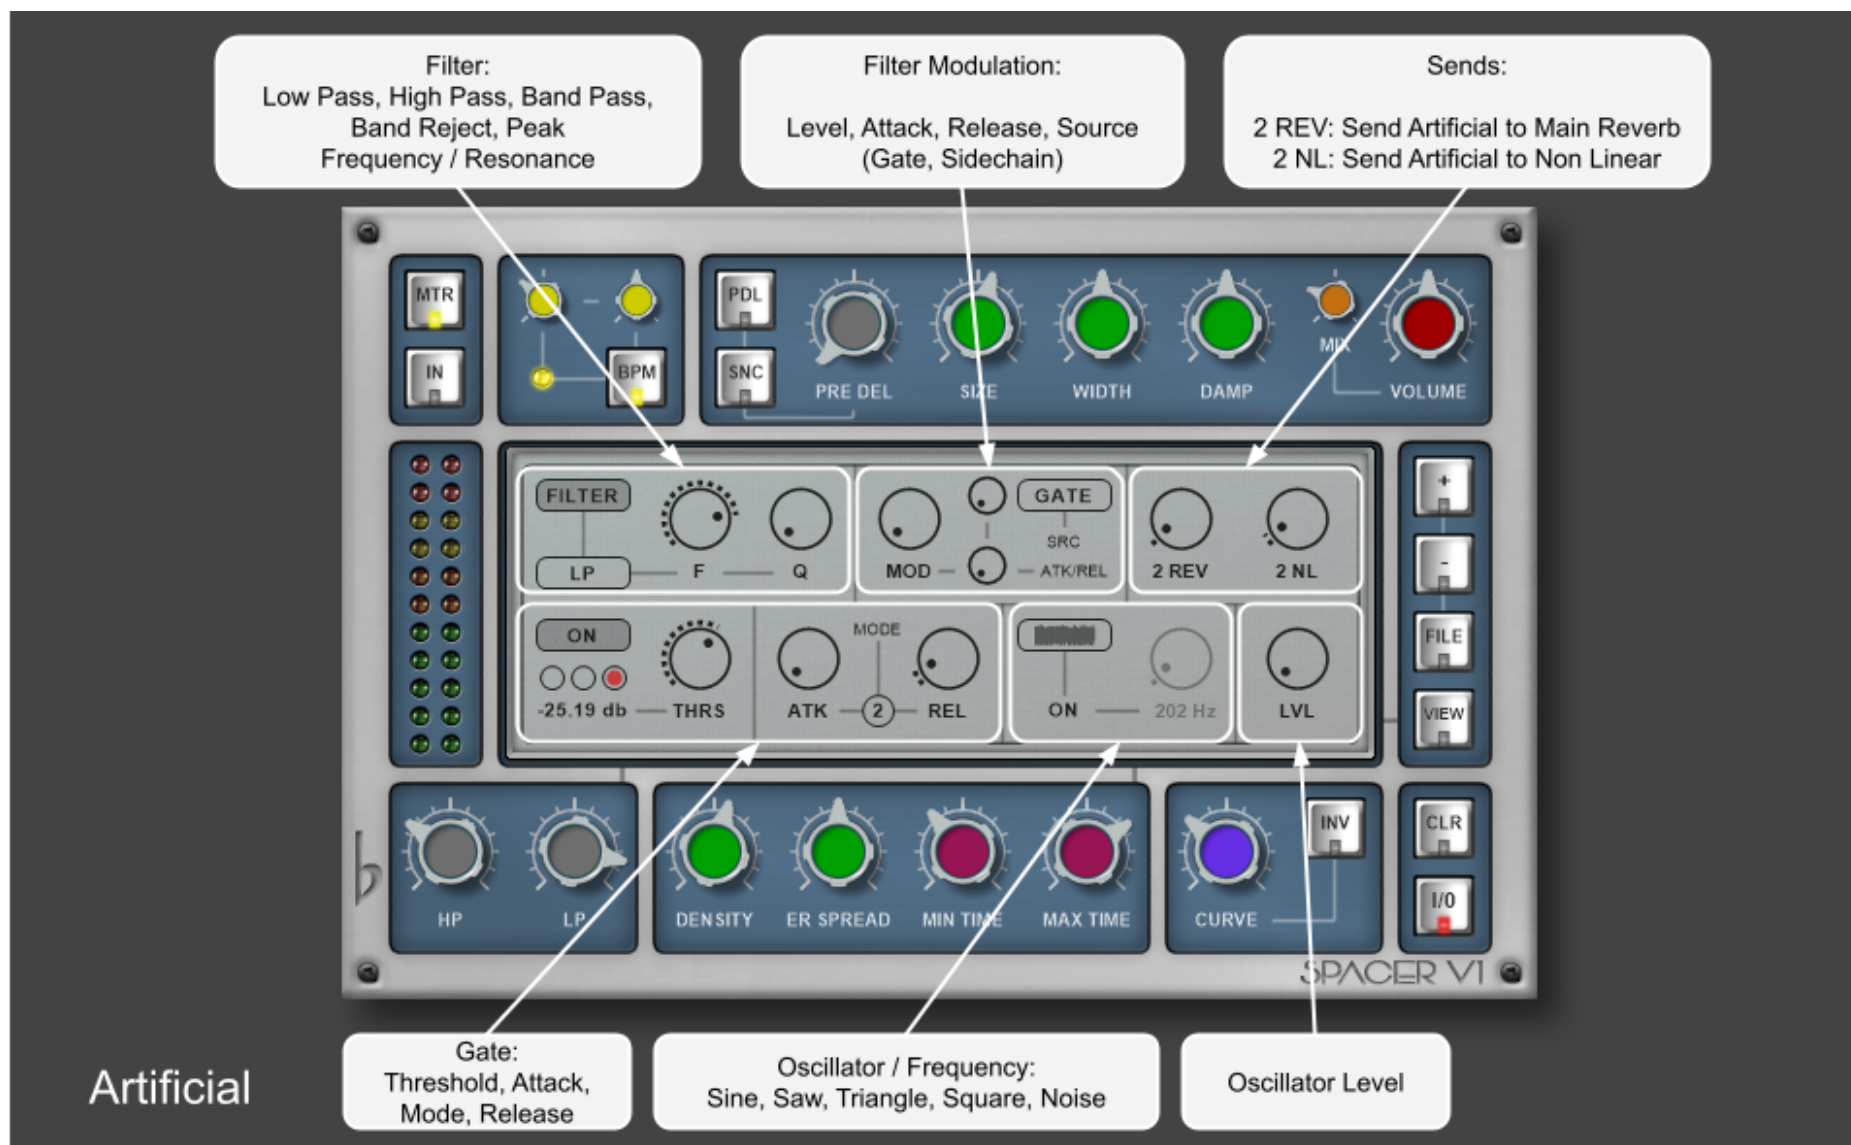 Filter:
Low Pass, High Pass, Band Pass,
Band Reject, Peak
Frequency / Resonance
Filter Modulation:
Level, Attack, Release, Source
(Gate, Sidechain)
Sends:
2 REV: Send Artificial to Main Reverb
2 NL: Send Artificial to Non Linear
MTR
IN
BPM
PDL
SNC
PRE DEL
SIZE
WIDTH
DAMP
MIX
VOLUME
FILTER
LP
F
Q
MOD
GATE
SRC
ATK/REL
2 REV
2 NL
ON
-25.19 db
THRS
ATK
MODE
2
REL
ON
202 Hz
LVL
+
-
FILE
VIEW
HP
LP
DENSITY
ER SPREAD
MIN TIME
MAX TIME
CURVE
INV
CLR
I/O
SPACER V1
Gate:
Threshold, Attack,
Mode, Release
Oscillator / Frequency:
Sine, Saw, Triangle, Square, Noise
Oscillator Level
Artificial